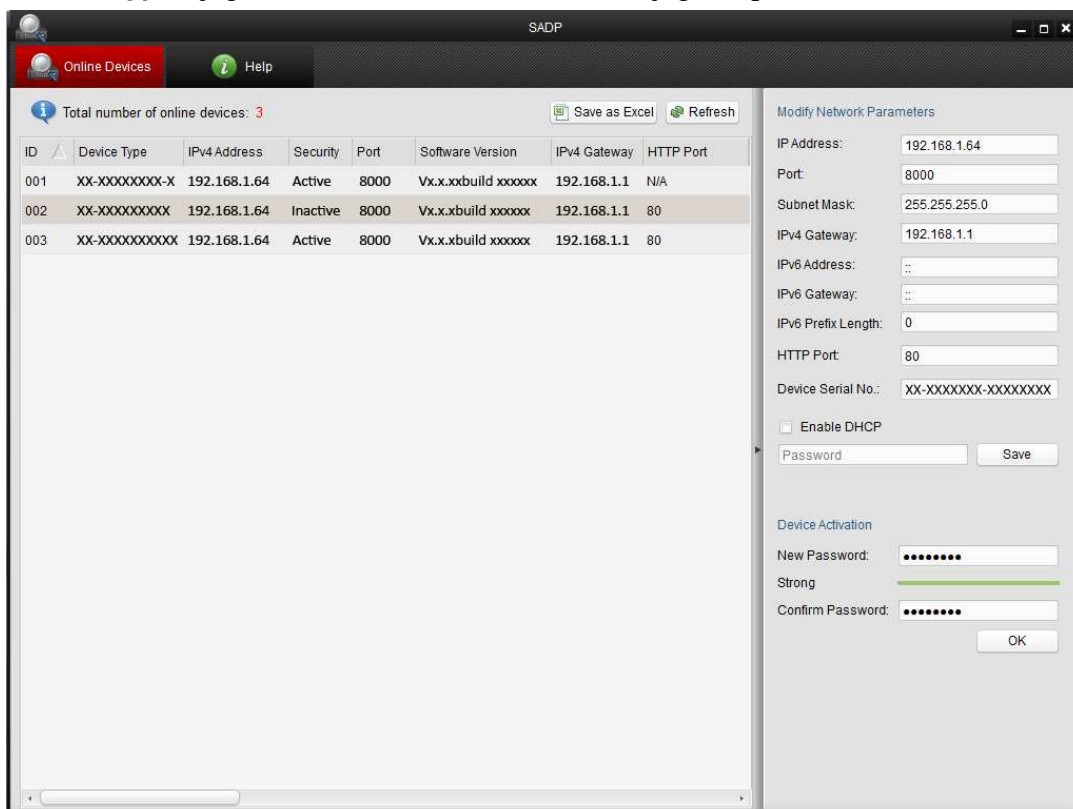 SADP
Online Devices
Help
Total number of online devices: 3
Save as Excel
Refresh
ID Device Type IPv4 Address Security Port Software Version IPv4 Gateway HTTP Port
001 XX-XXXXXXXX-X 192.168.1.64 Active 8000 Vx.x.xxbuild xxxxxx 192.168.1.1 N/A
002 XX-XXXXXXXXX 192.168.1.64 Inactive 8000 Vx.x.xbuild xxxxxx 192.168.1.1 80
003 XX-XXXXXXXXXX 192.168.1.64 Active 8000 Vx.x.xbuild xxxxxx 192.168.1.1 80
Modify Network Parameters
IP Address: 192.168.1.64
Port: 8000
Subnet Mask: 255.255.255.0
IPv4 Gateway: 192.168.1.1
IPv6 Address: ::
IPv6 Gateway: ::
IPv6 Prefix Length: 0
HTTP Port: 80
Device Serial No.: XX-XXXXXXX-XXXXXXXX
Enable DHCP
Password
Save
Device Activation
New Password: ●●●●●●●●
Strong
Confirm Password: ●●●●●●●●
OK